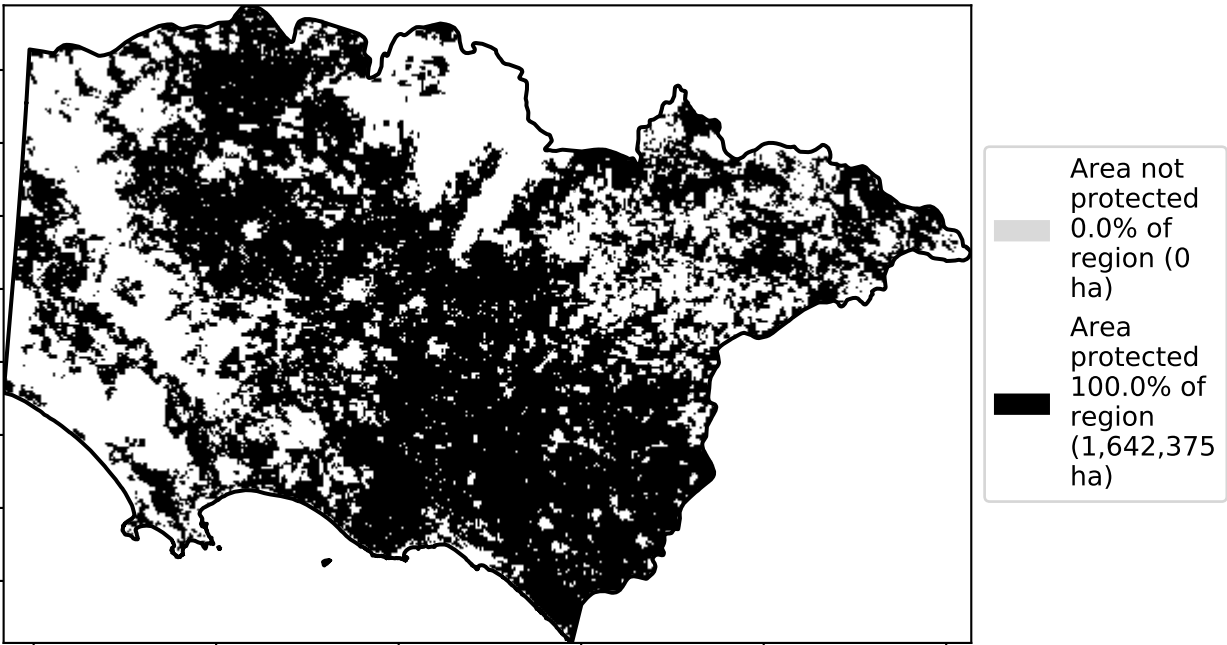 Area not
protected
0.0% of
region (0
ha)
Area
protected
100.0% of
region
(1,642,375
ha)